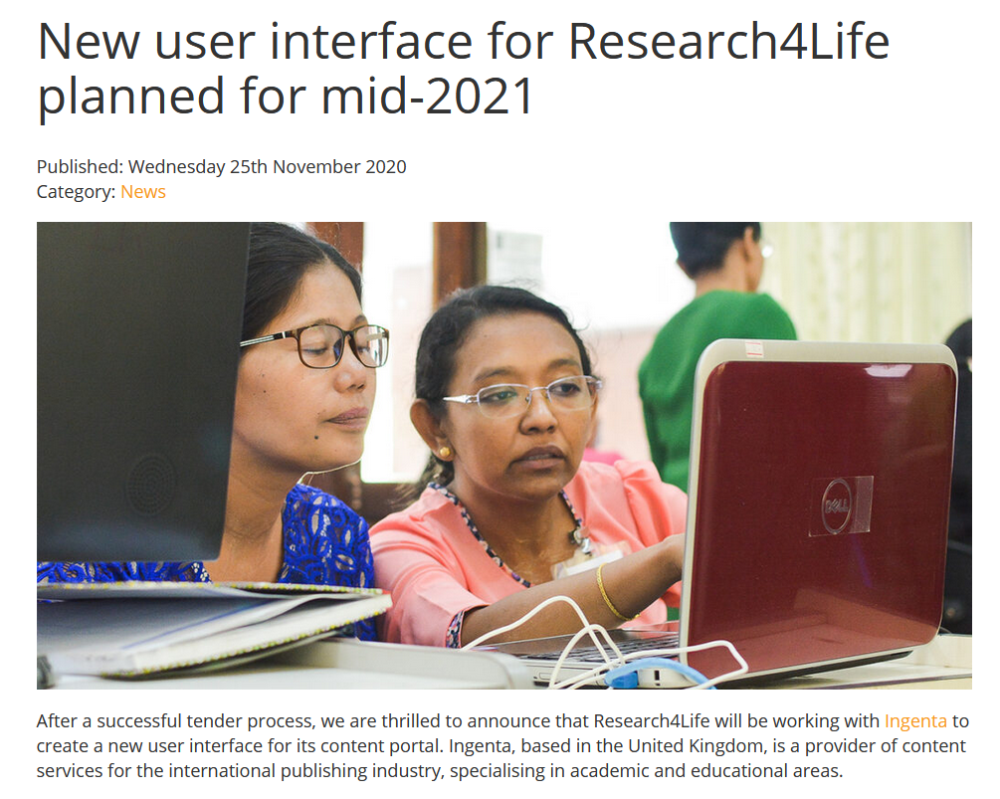 New user interface for Research4Life
planned for mid-2021
Published: Wednesday 25th November 2020
Category: News
DELL
After a successful tender process, we are thrilled to announce that Research4Life will be working with Ingenta to
create a new user interface for its content portal. Ingenta, based in the United Kingdom, is a provider of content
services for the international publishing industry, specialising in academic and educational areas.